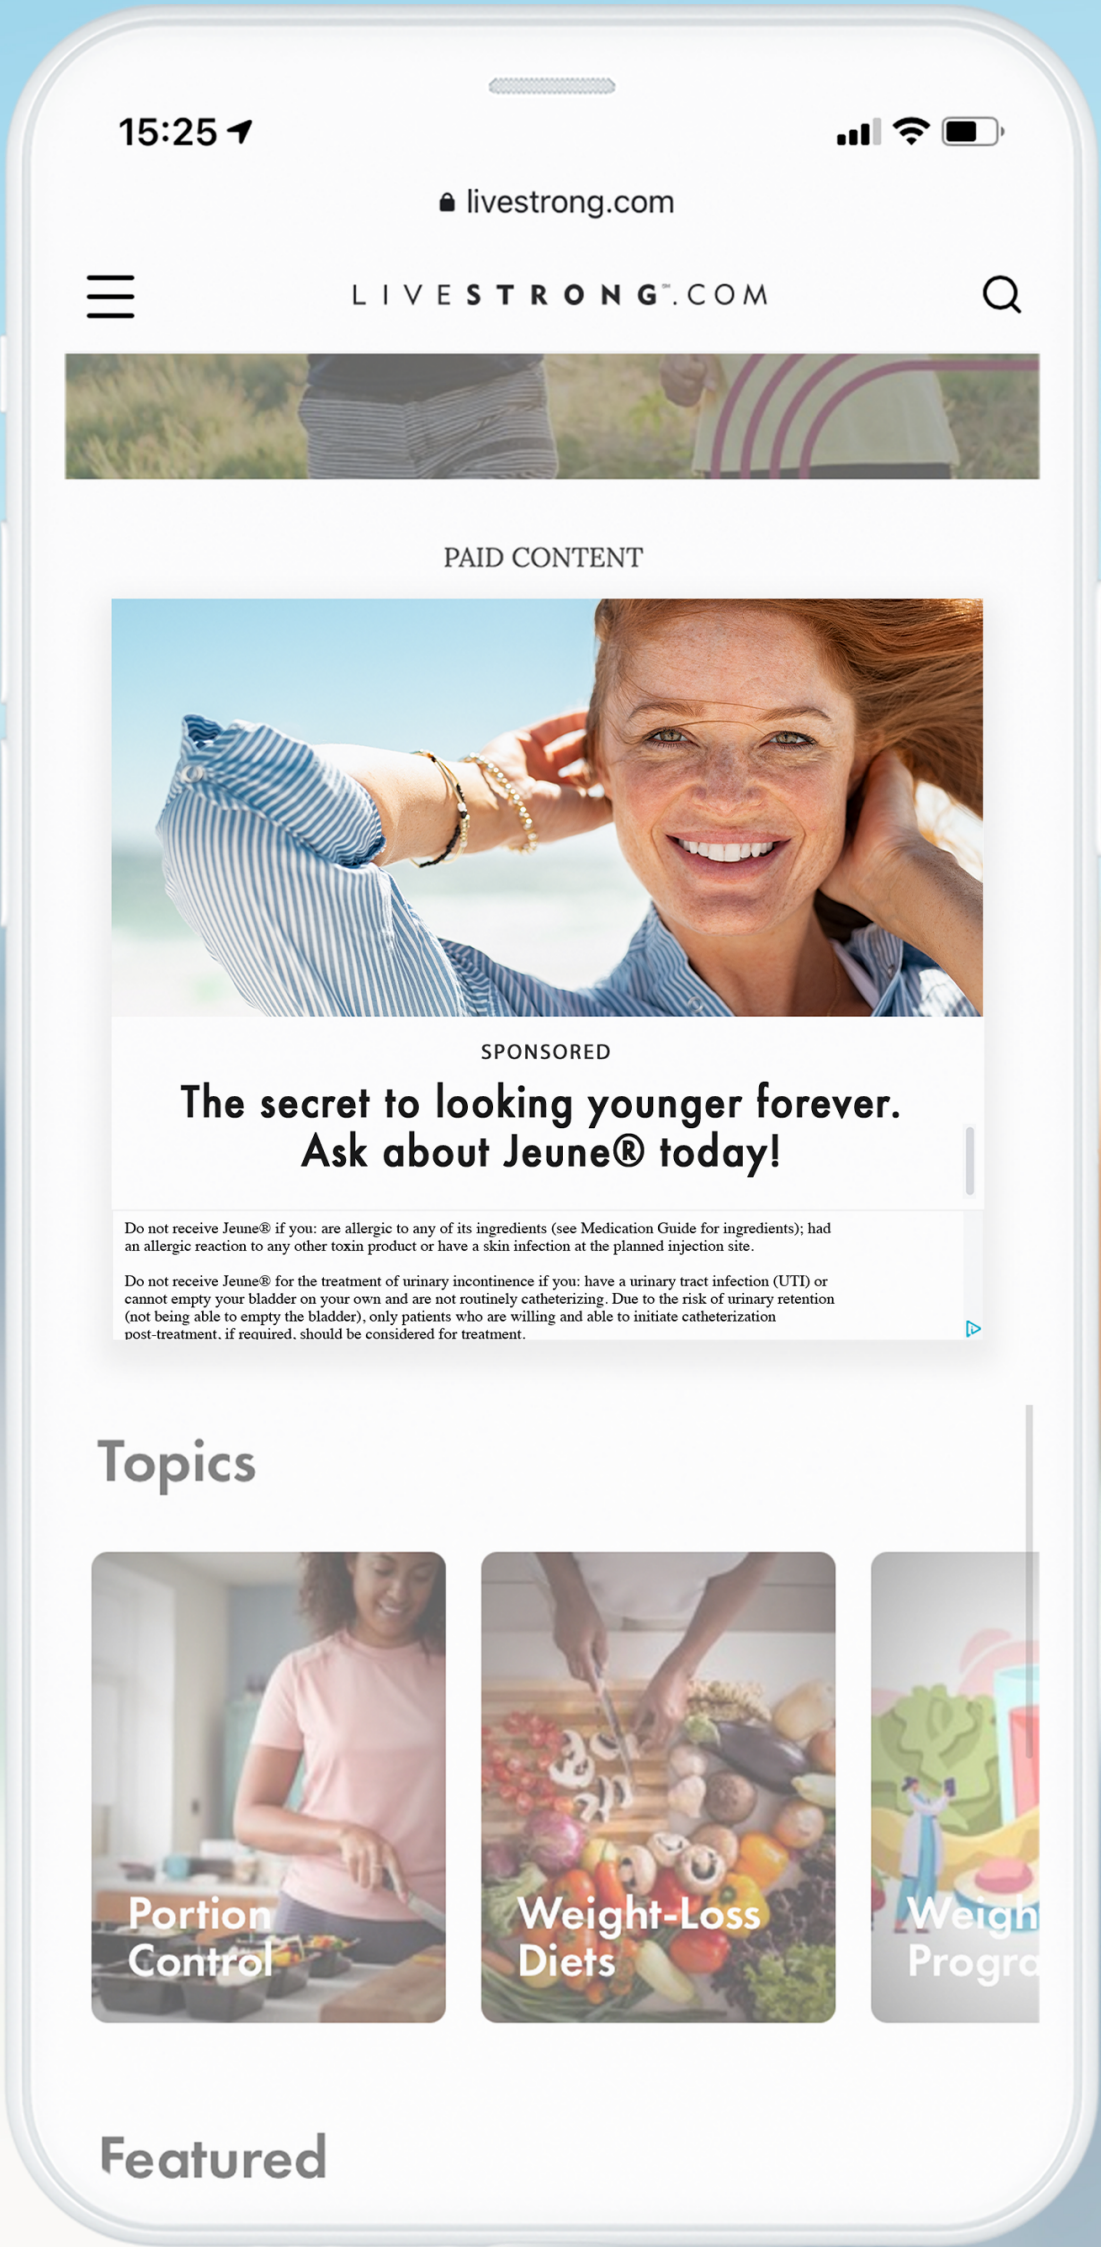 15:25
livestrong.com
LIVESTRONG℠.COM
PAID CONTENT
SPONSORED
The secret to looking younger forever.
Ask about Jeune® today!
Do not receive Jeune® if you: are allergic to any of its ingredients (see Medication Guide for ingredients); had
an allergic reaction to any other toxin product or have a skin infection at the planned injection site.
Do not receive Jeune® for the treatment of urinary incontinence if you: have a urinary tract infection (UTI) or
cannot empty your bladder on your own and are not routinely catheterizing. Due to the risk of urinary retention
(not being able to empty the bladder), only patients who are willing and able to initiate catheterization
post-treatment, if required, should be considered for treatment.
Topics
Portion
Control
Weight-Loss
Diets
Weigh
Progra
Featured